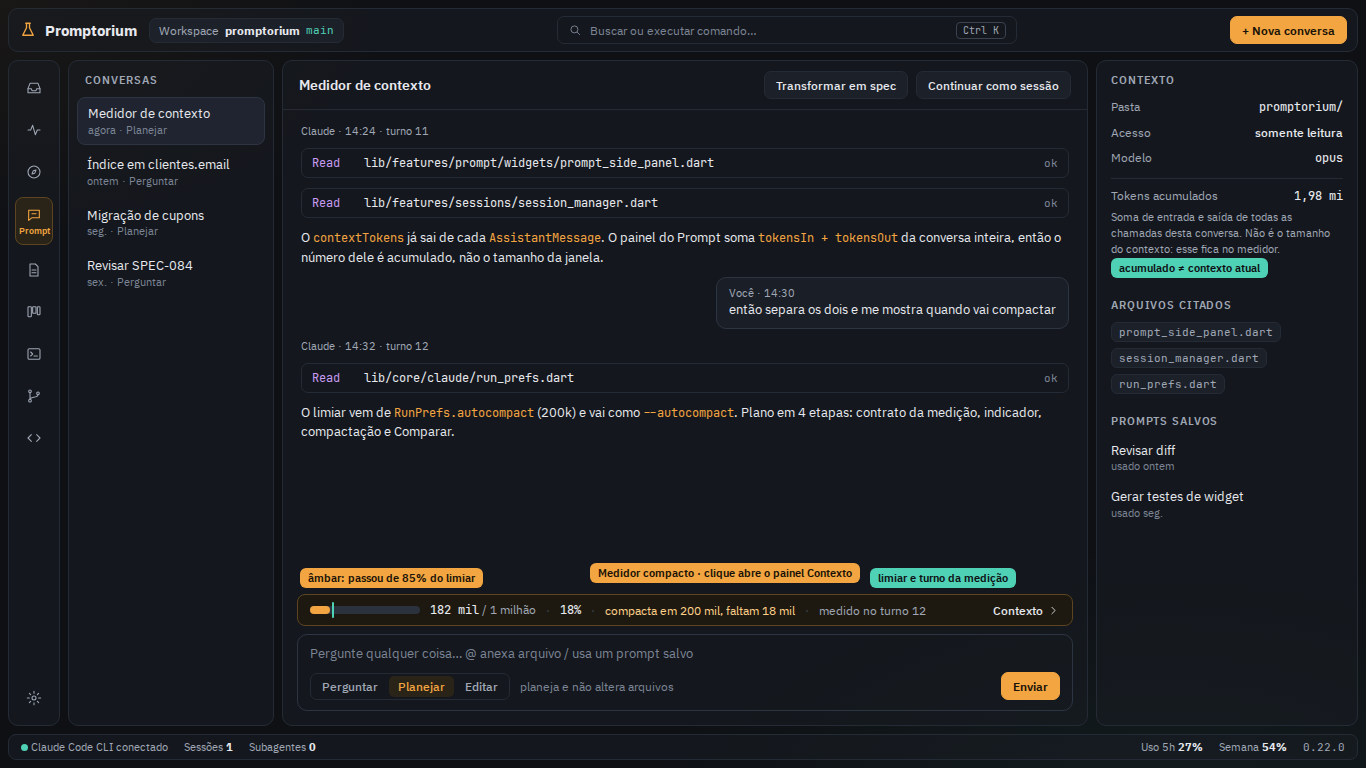 Promptorium
Workspace promptorium main
Buscar ou executar comando...
Ctrl K
+ Nova conversa
Prompt
CONVERSAS
Medidor de contexto
agora · Planejar
Índice em clientes.email
ontem · Perguntar
Migração de cupons
seg. · Planejar
Revisar SPEC-084
sex. · Perguntar
Medidor de contexto
Transformar em spec
Continuar como sessão
Claude · 14:24 · turno 11
Read lib/features/prompt/widgets/prompt_side_panel.dart ok
Read lib/features/sessions/session_manager.dart ok
O contextTokens já sai de cada AssistantMessage. O painel do Prompt soma tokensIn + tokensOut da conversa inteira, então o
número dele é acumulado, não o tamanho da janela.
Você · 14:30
então separa os dois e me mostra quando vai compactar
Claude · 14:32 · turno 12
Read lib/core/claude/run_prefs.dart ok
O limiar vem de RunPrefs.autocompact (200k) e vai como --autocompact. Plano em 4 etapas: contrato da medição, indicador,
compactação e Comparar.
âmbar: passou de 85% do limiar
Medidor compacto · clique abre o painel Contexto
limiar e turno da medição
182 mil / 1 milhão · 18% · compacta em 200 mil, faltam 18 mil · medido no turno 12
Contexto
Pergunte qualquer coisa... @ anexa arquivo / usa um prompt salvo
Perguntar
Planejar
Editar
planeja e não altera arquivos
Enviar
CONTEXTO
Pasta promptorium/
Acesso somente leitura
Modelo opus
Tokens acumulados 1,98 mi
Soma de entrada e saída de todas as
chamadas desta conversa. Não é o tamanho
do contexto: esse fica no medidor.
acumulado ≠ contexto atual
ARQUIVOS CITADOS
prompt_side_panel.dart
session_manager.dart
run_prefs.dart
PROMPTS SALVOS
Revisar diff
usado ontem
Gerar testes de widget
usado seg.
Claude Code CLI conectado
Sessões 1
Subagentes 0
Uso 5h 27%
Semana 54%
0.22.0